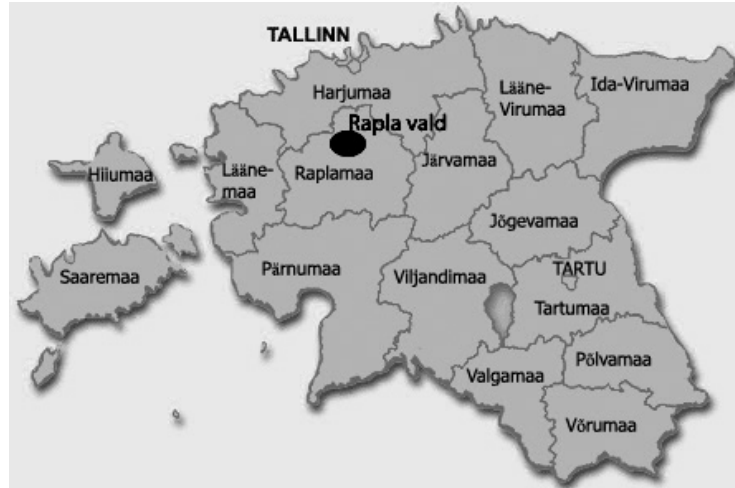 TALLINN
Harjumaa
Lääne-
Virumaa
Ida-Virumaa
Rapla vald
Hiiumaa
Lääne-
maa
Raplamaa
Järvamaa
Jõgevamaa
Saaremaa
Pärnumaa
Viljandimaa
TARTU
Tartumaa
Valgamaa
Põlvamaa
Võrumaa